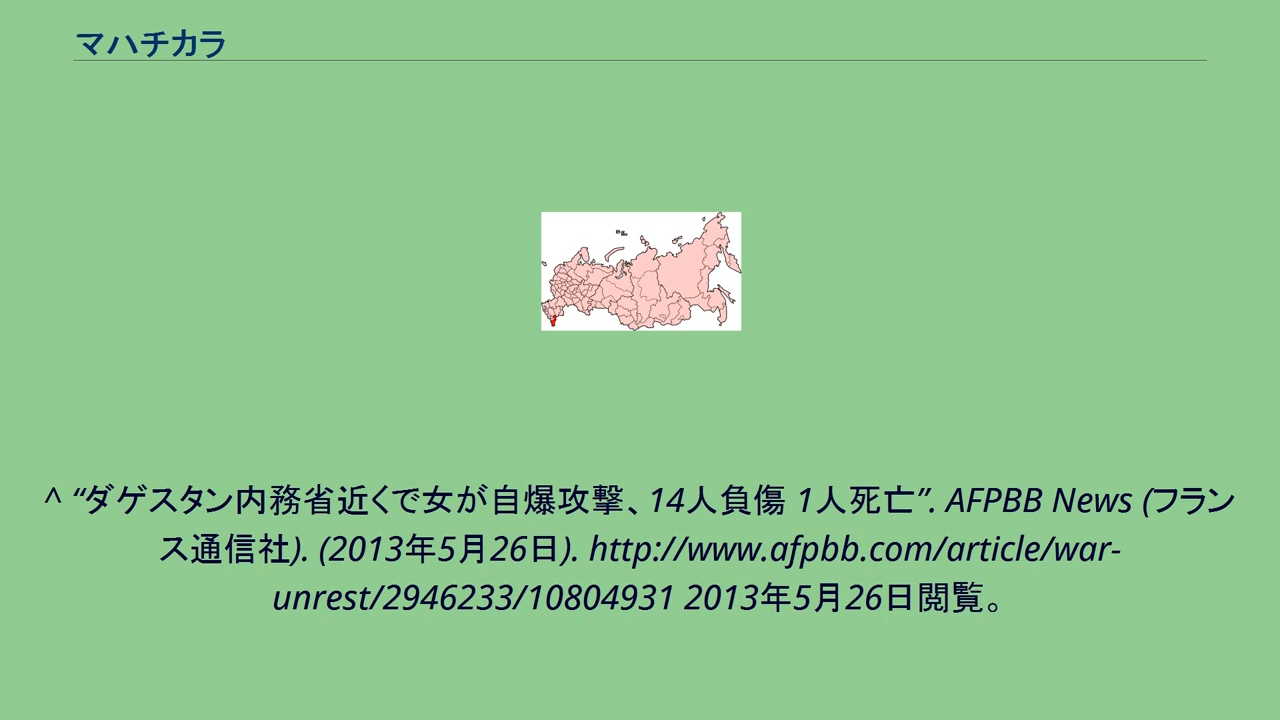 マハチカラ
^ “ダゲスタン内務省近くで女が自爆攻撃、14人負傷 1人死亡”. AFPBB News (フラン
ス通信社). (2013年5月26日). http://www.afpbb.com/article/war-
unrest/2946233/10804931 2013年5月26日閲覧。